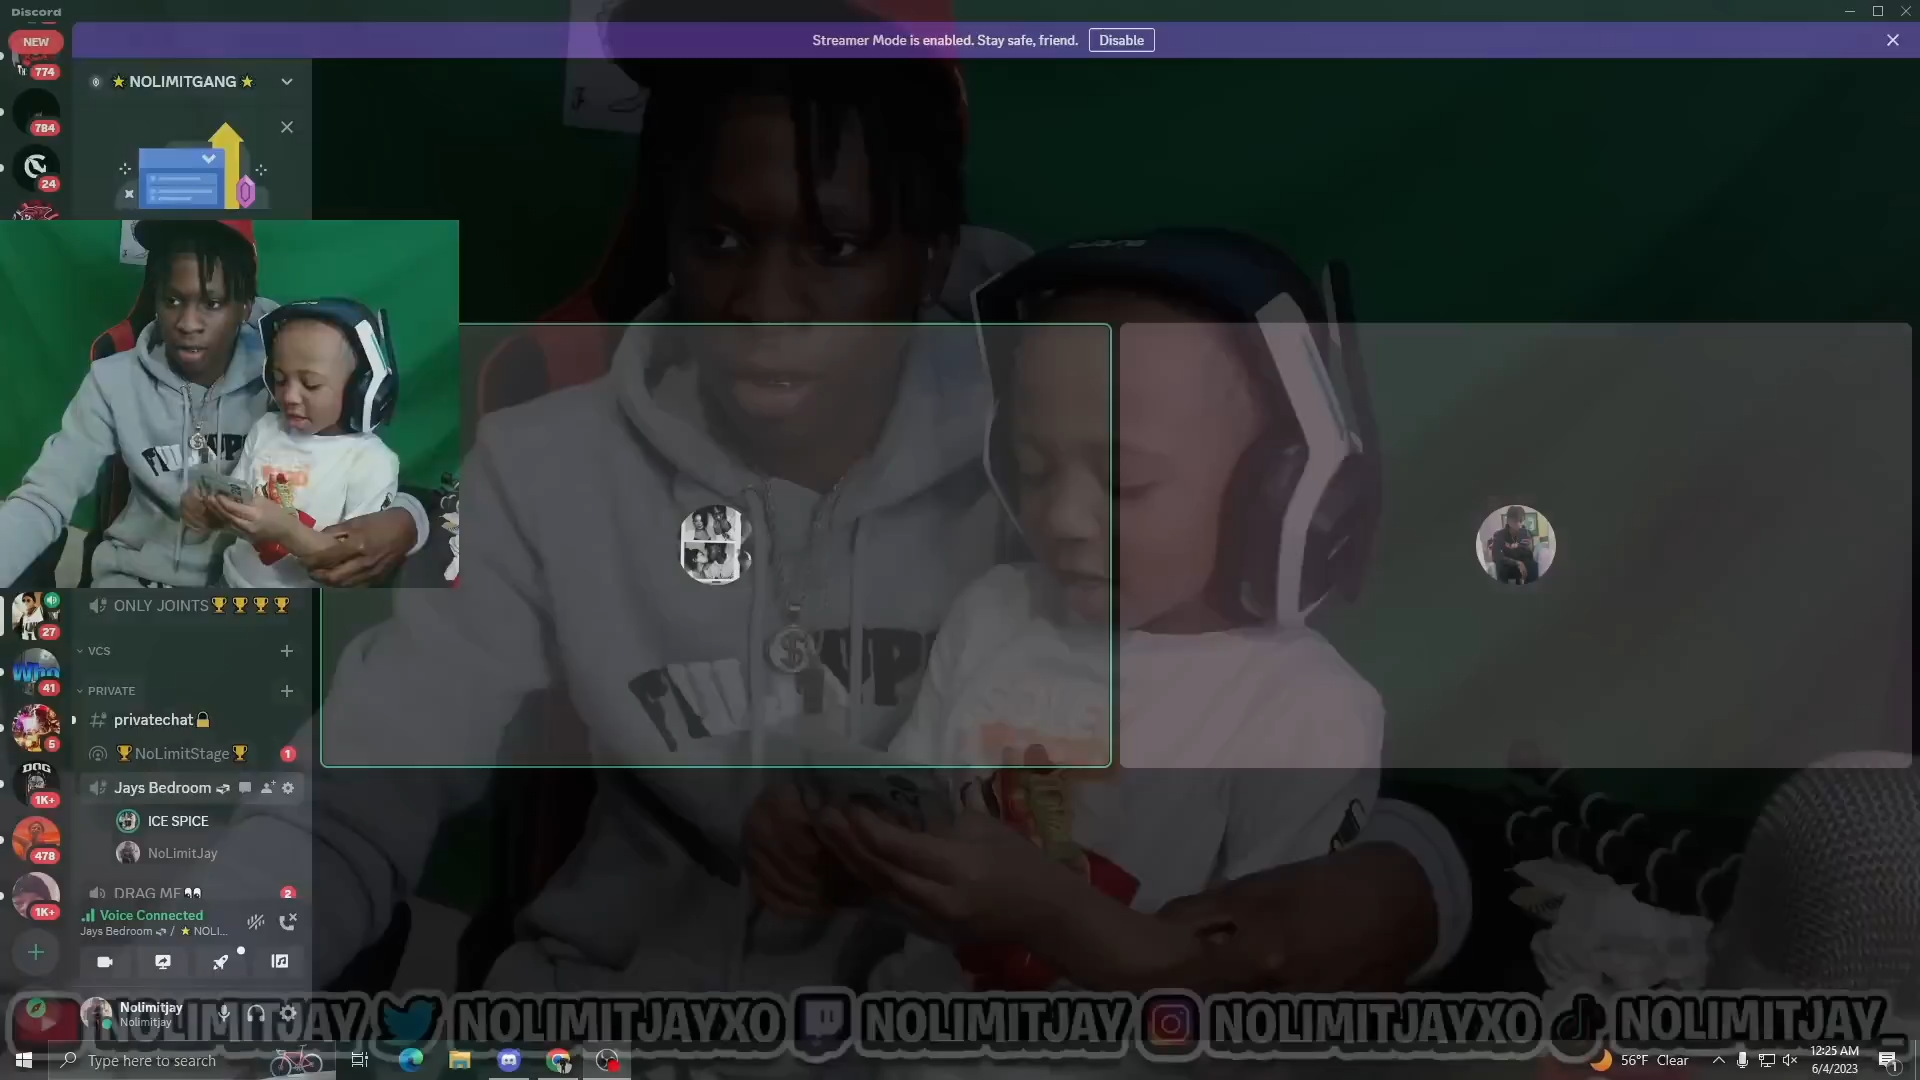 Discord
NEW
Streamer Mode is enabled. Stay safe, friend.
Disable
774
NOLIMITGANG
784
24
ONLY JOINTS
27
VCS
41
PRIVATE
5
privatechat
NoLimitStage
1
DOG
1K+
Jays Bedroom
ICE SPICE
478
NoLimitJay
DRAG ME
2
1K+
Voice Connected
Jays Bedroom / NOLI...
Nolimitjay
Nolimitjay
NOLIMITJAY
NOLIMITJAYXO
NOLIMITJAY
NOLIMITJAYXO
NOLIMITJAY_
Type here to search
56°F Clear
12:25 AM
6/4/2023
1